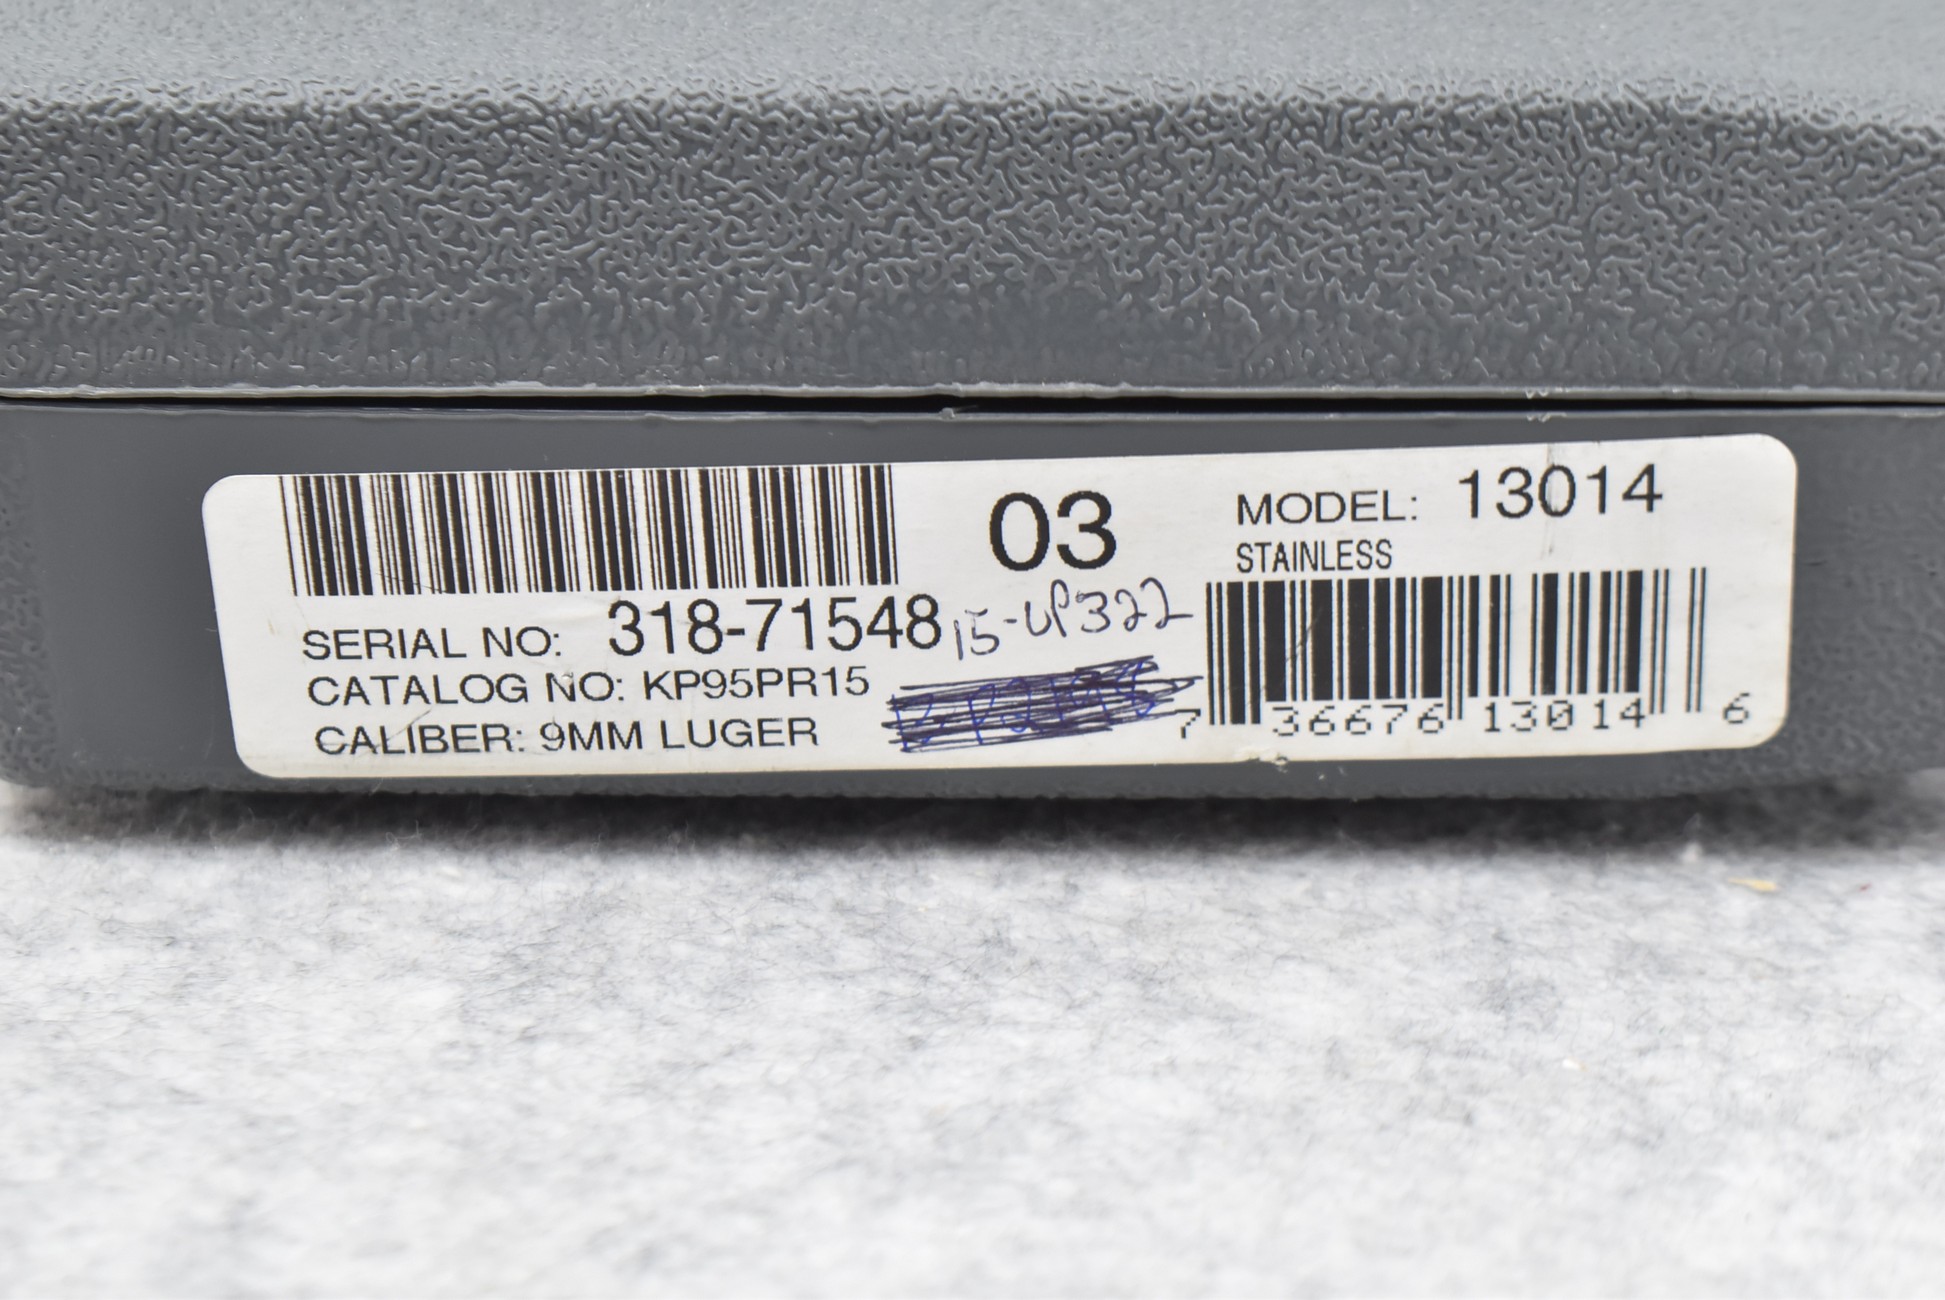 03
MODEL: 13014
STAINLESS
SERIAL NO: 318-71548
15-UP322
CATALOG NO: KP95PR15
CALIBER: 9MM LUGER
7 36676 13014 6